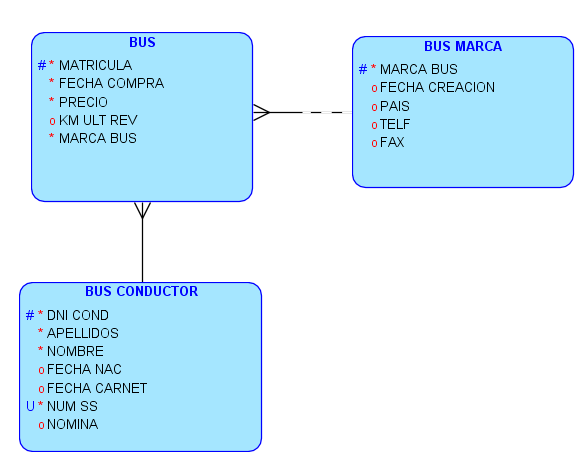 BUS
# * MATRICULA
* FECHA COMPRA
* PRECIO
o KM ULT REV
* MARCA BUS
BUS MARCA
# * MARCA BUS
o FECHA CREACION
o PAIS
o TELF
o FAX
BUS CONDUCTOR
# * DNI COND
* APELLIDOS
* NOMBRE
o FECHA NAC
o FECHA CARNET
U * NUM SS
o NOMINA